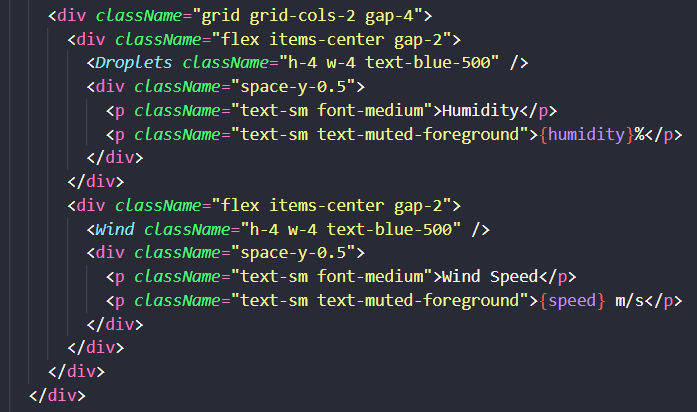 <div className="grid grid-cols-2 gap-4">
<div className="flex items-center gap-2">
<Droplets className="h-4 w-4 text-blue-500" />
<div className="space-y-0.5">
<p className="text-sm font-medium">Humidity</p>
<p className="text-sm text-muted-foreground">{humidity}%</p>
</div>
</div>
<div className="flex items-center gap-2">
<Wind className="h-4 w-4 text-blue-500" />
<div className="space-y-0.5">
<p className="text-sm font-medium">Wind Speed</p>
<p className="text-sm text-muted-foreground">{speed} m/s</p>
</div>
</div>
</div>
</div>